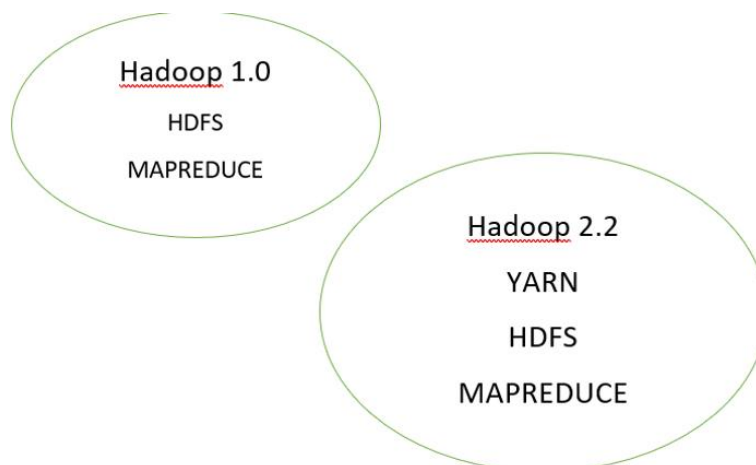 Hadoop 1.0
HDFS
MAPREDUCE
Hadoop 2.2
YARN
HDFS
MAPREDUCE